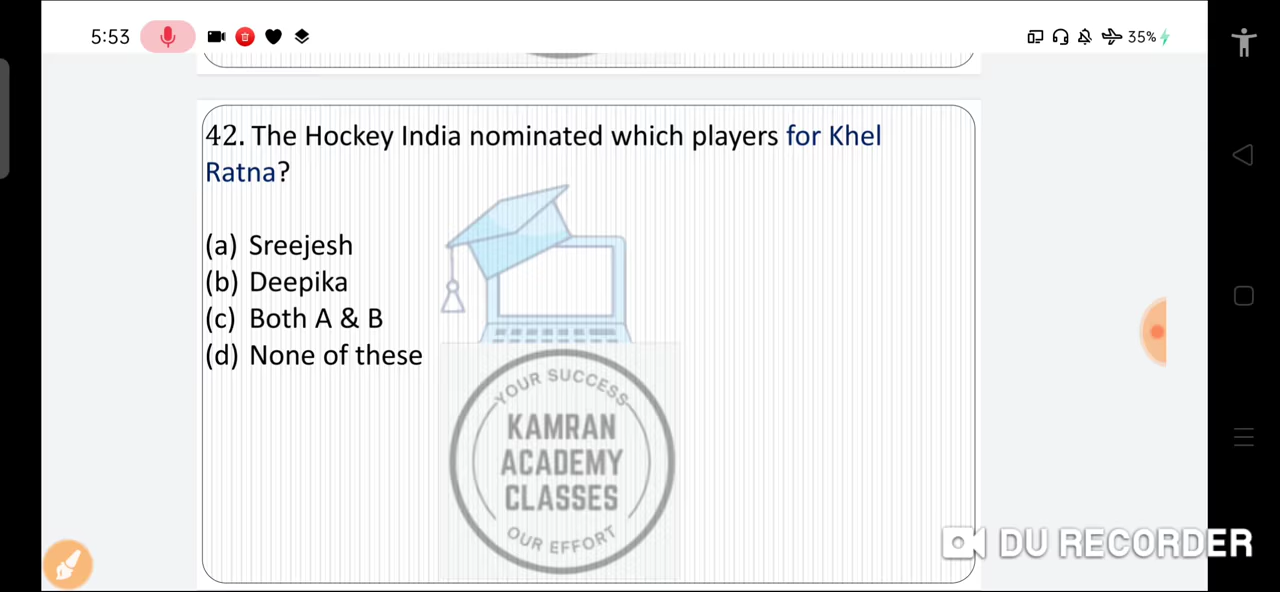 5:53
35%
42. The Hockey India nominated which players for Khel
Ratna?
(a) Sreejesh
(b) Deepika
(c) Both A & B
(d) None of these
YOUR SUCCESS
KAMRAN
ACADEMY
CLASSES
OUR EFFORT
DU RECORDER